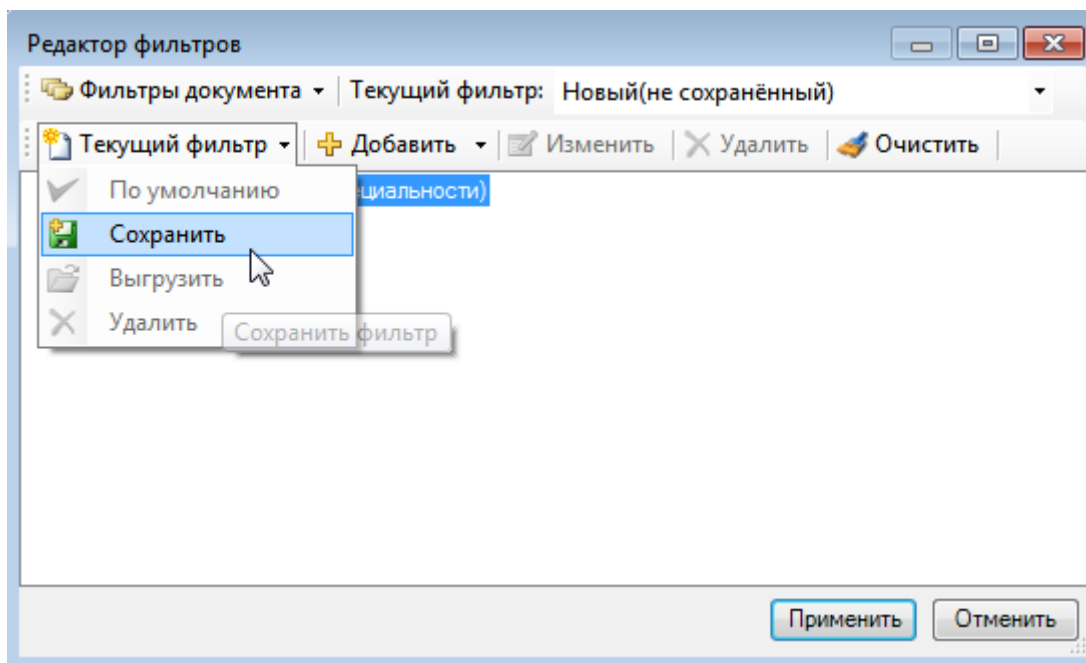 Редактор фильтров
Фильтры документа Текущий фильтр: Новый(не сохранённый)
Текущий фильтр Добавить Изменить Удалить Очистить
По умолчанию
Сохранить
Выгрузить
Удалить
Сохранить фильтр
Применить Отменить